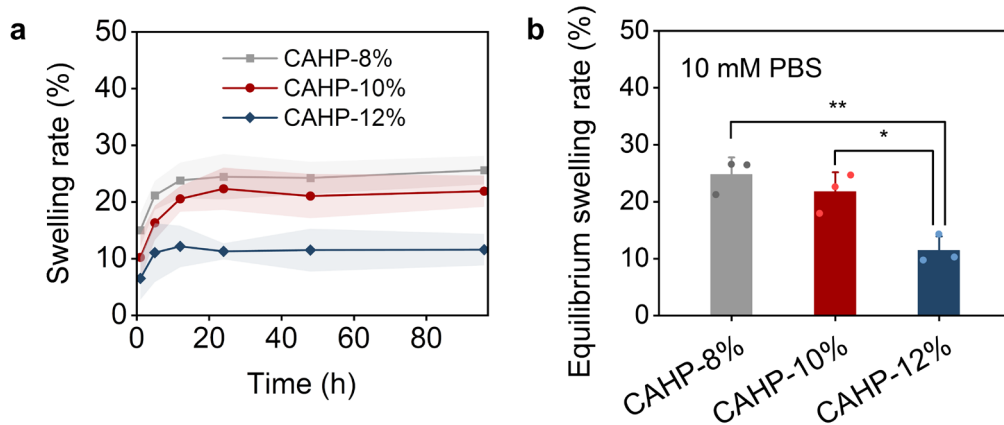 a
Swelling rate (%)
50
40
30
20
10
0
CAHP-8%
CAHP-10%
CAHP-12%
0 20 40 60 80
Time (h)
b
Equilibrium swelling rate (%)
50
40
30
20
10
0
10 mM PBS
**
*
CAHP-8%
CAHP-10%
CAHP-12%